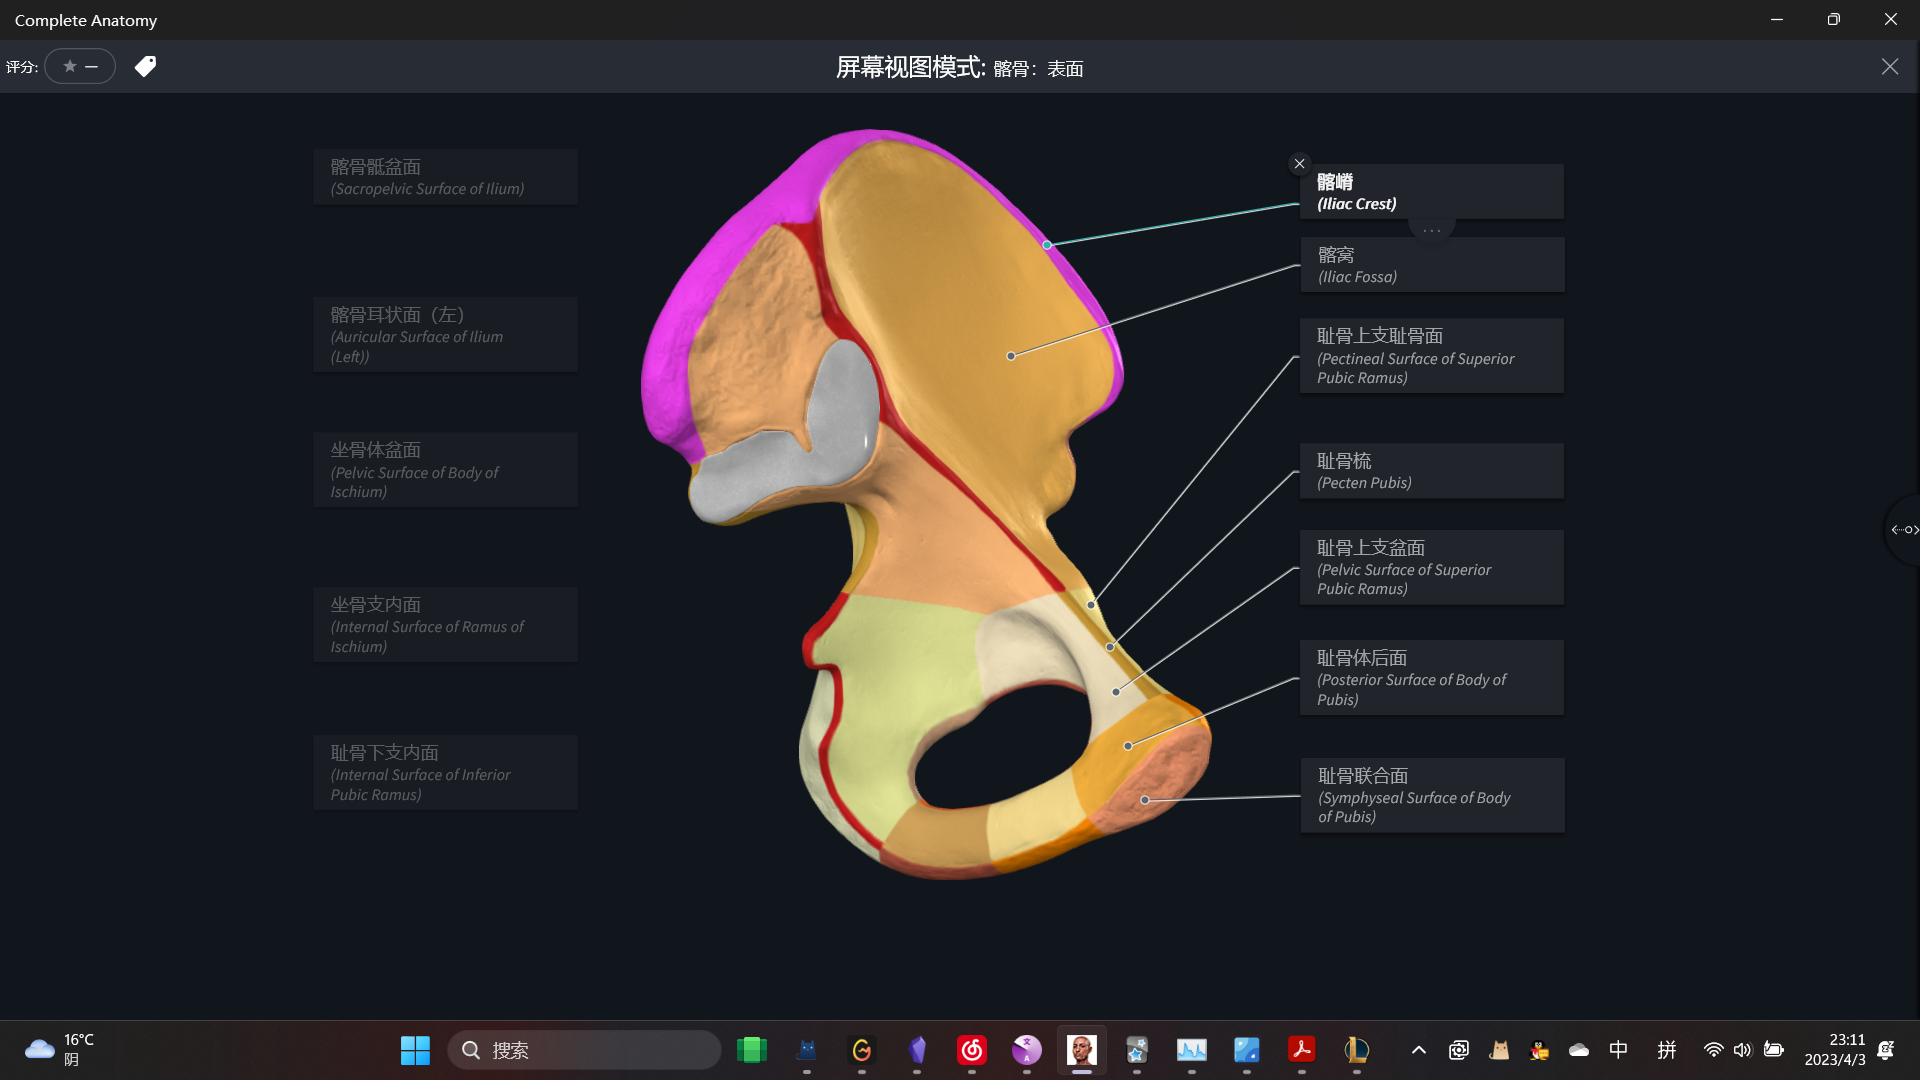 Complete Anatomy
评分:
屏幕视图模式: 髂骨：表面
髂骨骶盆面
(Sacropelvic Surface of Ilium)
髂骨耳状面（左）
(Auricular Surface of Ilium
(Left))
坐骨体盆面
(Pelvic Surface of Body of
Ischium)
坐骨支内面
(Internal Surface of Ramus of
Ischium)
耻骨下支内面
(Internal Surface of Inferior
Pubic Ramus)
髂嵴
(Iliac Crest)
...
髂窝
(Iliac Fossa)
耻骨上支耻骨面
(Pectineal Surface of Superior
Pubic Ramus)
耻骨梳
(Pecten Pubis)
耻骨上支盆面
(Pelvic Surface of Superior
Pubic Ramus)
耻骨体后面
(Posterior Surface of Body of
Pubis)
耻骨联合面
(Symphyseal Surface of Body
of Pubis)
16°C
阴
搜索
中
拼
23:11
2023/4/3